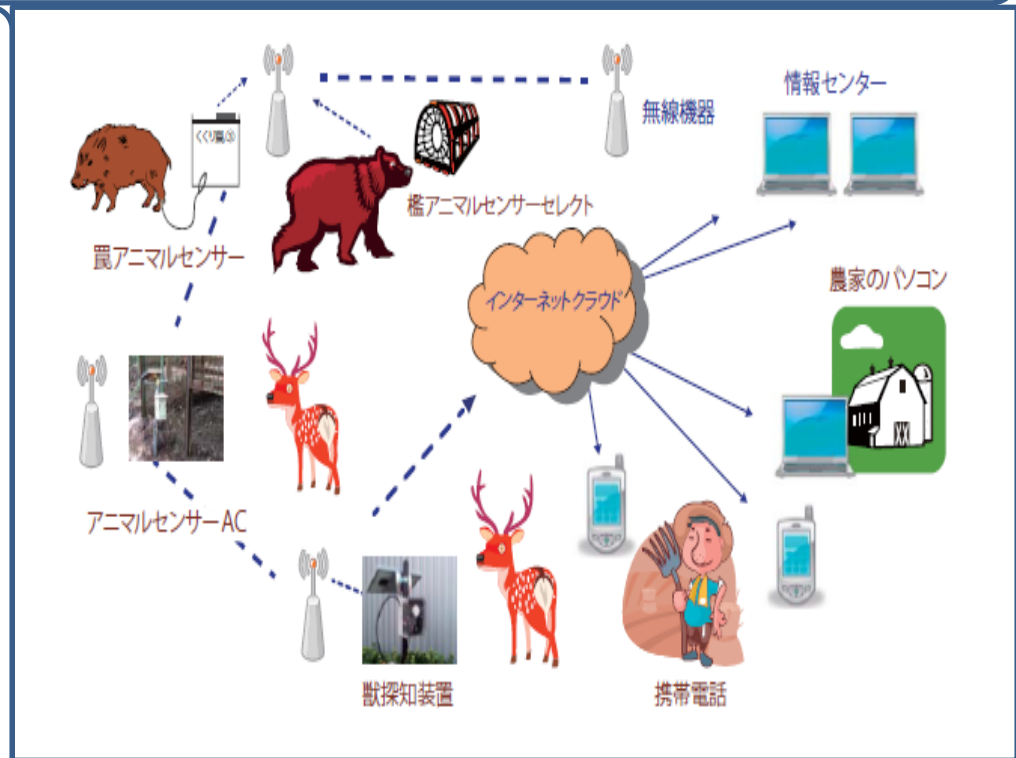 情報センター
無線機器
くくり罠③
檻アニマルセンサーセレクト
罠アニマルセンサー
農家のパソコン
インターネットクラウド
アニマルセンサーAC
獣探知装置
携帯電話